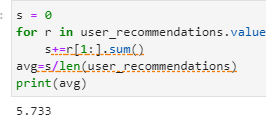 s = 0
for r in user_recommendations.value
s+=r[1:].sum()
avg=s/len(user_recommendations)
print(avg)
5.733